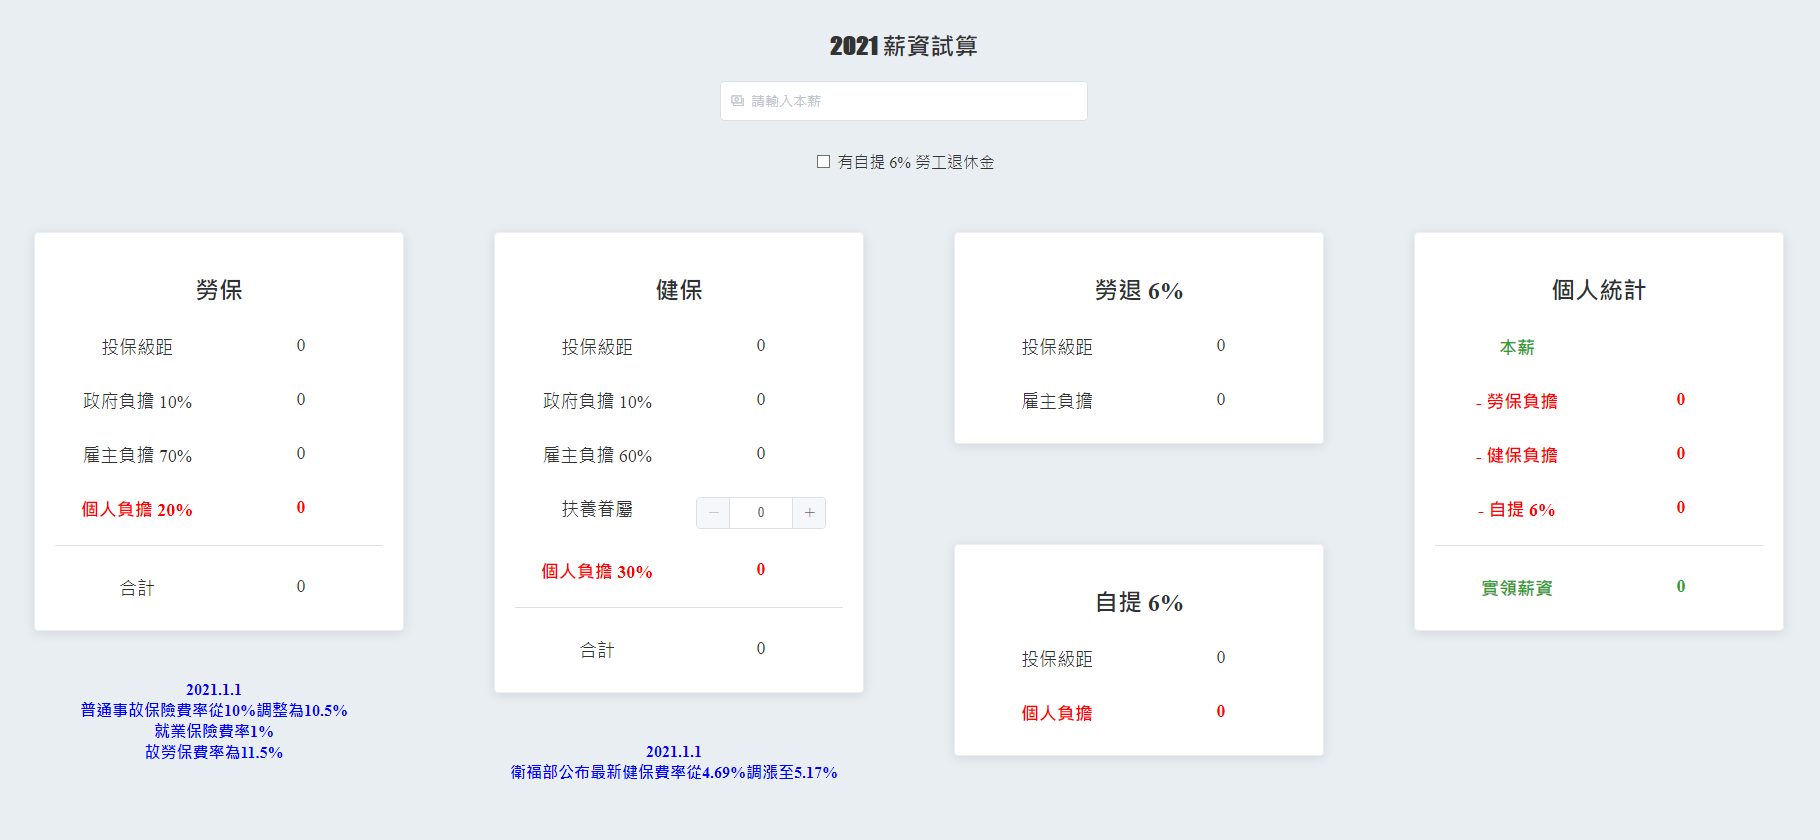 2021 薪資試算
請輸入本薪
有自提 6% 勞工退休金
勞保
投保級距 0
政府負擔 10% 0
雇主負擔 70% 0
個人負擔 20% 0
合計 0
2021.1.1
普通事故保險費率從10%調整為10.5%
就業保險費率1%
故勞保費率為11.5%
健保
投保級距 0
政府負擔 10% 0
雇主負擔 60% 0
扶養眷屬 − 0 +
個人負擔 30% 0
合計 0
2021.1.1
衛福部公布最新健保費率從4.69%調漲至5.17%
勞退 6%
投保級距 0
雇主負擔 0
自提 6%
投保級距 0
個人負擔 0
個人統計
本薪
- 勞保負擔 0
- 健保負擔 0
- 自提 6% 0
實領薪資 0